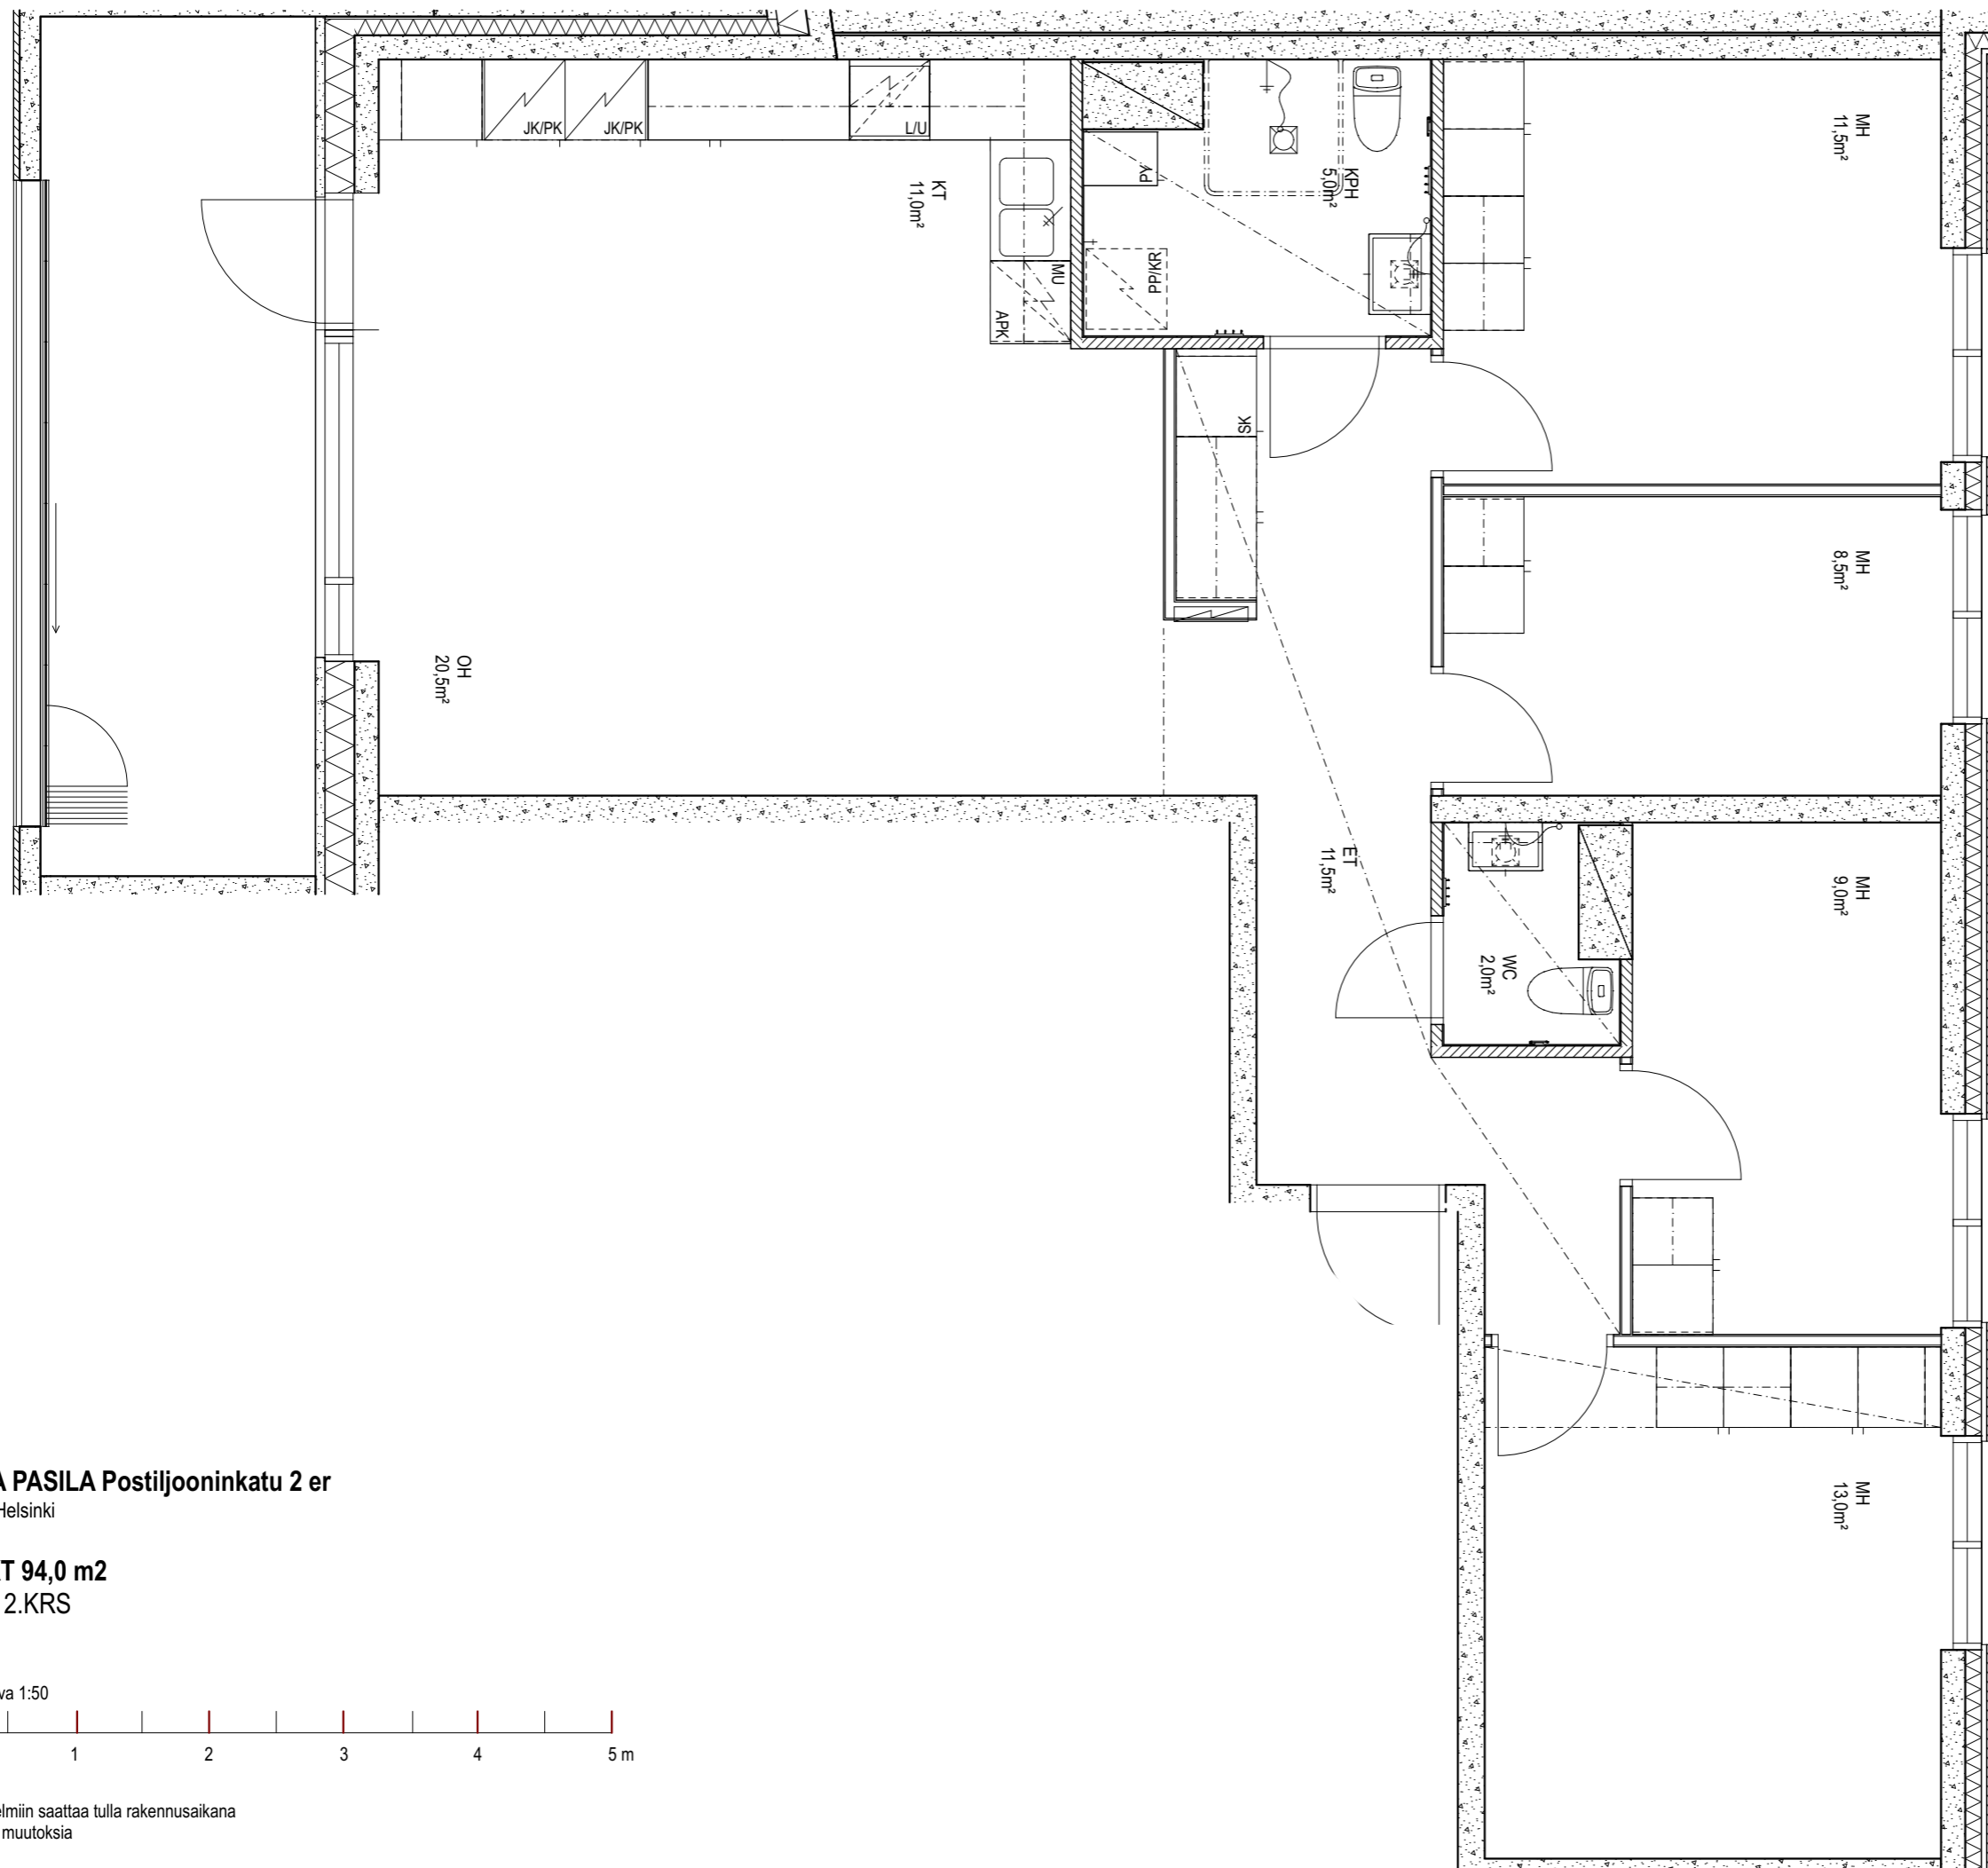 JK/PK
JK/PK
L/U
KT
11,0m²
MU
APK
PY
PP/KR
KPH
5,0m²
MH
11,5m²
SK
MH
8,5m²
OH
20,5m²
ET
11,5m²
WC
2,0m²
MH
9,0m²
MH
13,0m²
A PASILA Postiljooninkatu 2 er
Helsinki
T 94,0 m2
2.KRS
va 1:50
1 2 3 4 5 m
elmiin saattaa tulla rakennusaikana
muutoksia